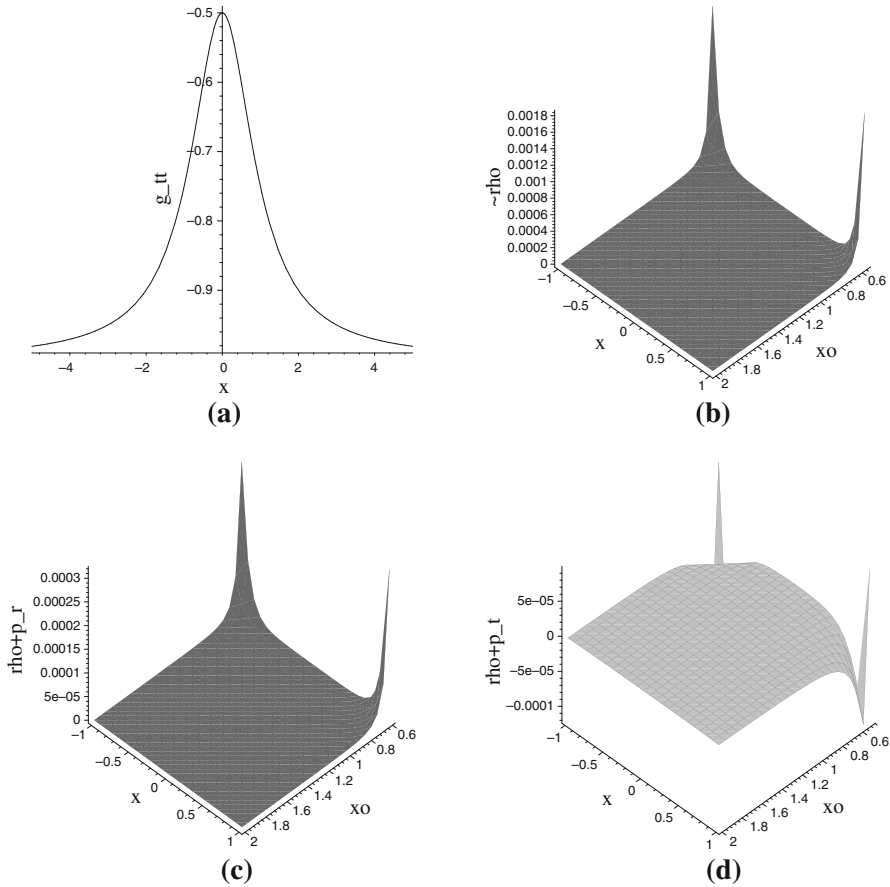 −0.5
−0.6
−0.7
−0.8
−0.9
g_tt
−4 −2 0 2 4
x
(a)
0.0018
0.0016
0.0014
0.0012
0.001
0.0008
0.0006
0.0004
0.0002
0
~rho
−1 −0.5 0 0.5 1
x
2 1.8 1.6 1.4 1.2 1 0.8 0.6
xo
(b)
0.0003
0.00025
0.0002
0.00015
0.0001
5e−05
0
rho+p_r
−1 −0.5 0 0.5 1
x
2 1.8 1.6 1.4 1.2 1 0.8 0.6
xo
(c)
5e−05
0
−5e−05
−0.0001
rho+p_t
−1 −0.5 0 0.5 1
x
2 1.8 1.6 1.4 1.2 1 0.8 0.6
xo
(d)